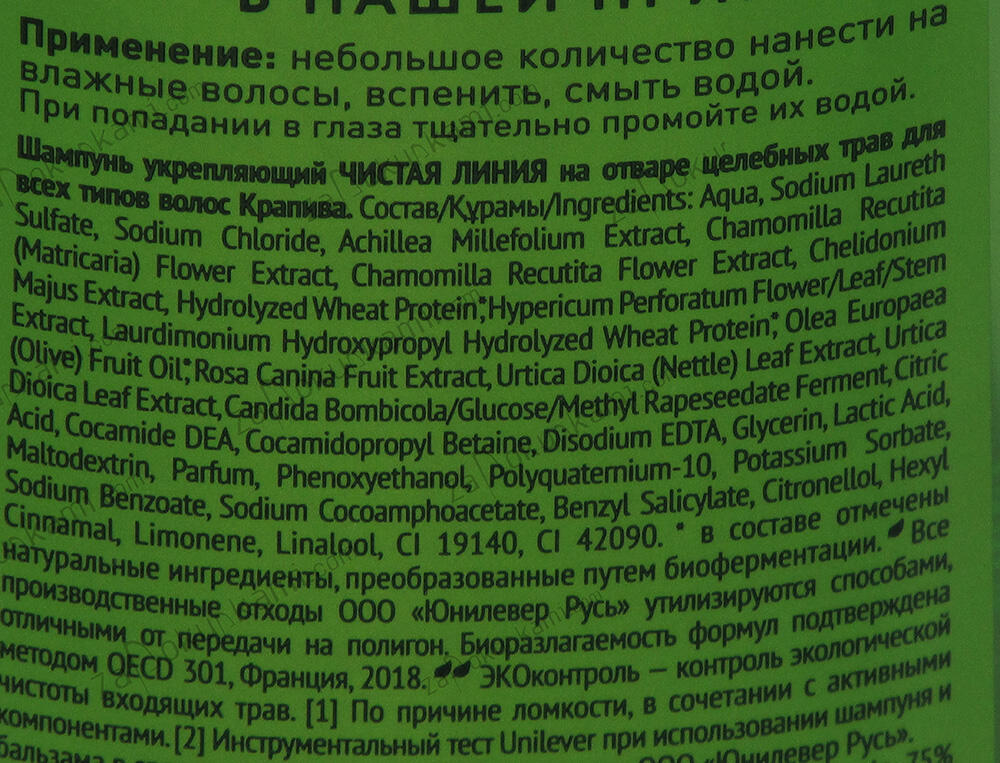 В НАШЕЙ
Применение: небольшое количество нанести на
влажные волосы, вспенить, смыть водой.
При попадании в глаза тщательно промойте их водой.
Шампунь укрепляющий ЧИСТАЯ ЛИНИЯ на отваре целебных трав для
всех типов волос Крапива. Состав/Құрамы/Ingredients: Aqua, Sodium Laureth
Sulfate, Sodium Chloride, Achillea Millefolium Extract, Chamomilla Recutita
(Matricaria) Flower Extract, Chamomilla Recutita Flower Extract, Chelidonium
Majus Extract, Hydrolyzed Wheat Protein,* Hypericum Perforatum Flower/Leaf/Stem
Extract, Laurdimonium Hydroxypropyl Hydrolyzed Wheat Protein,* Olea Europaea
(Olive) Fruit Oil,* Rosa Canina Fruit Extract, Urtica Dioica (Nettle) Leaf Extract, Urtica
Dioica Leaf Extract, Candida Bombicola/Glucose/Methyl Rapeseedate Ferment, Citric
Acid, Cocamide DEA, Cocamidopropyl Betaine, Disodium EDTA, Glycerin, Lactic Acid,
Maltodextrin, Parfum, Phenoxyethanol, Polyquaternium-10, Potassium Sorbate,
Sodium Benzoate, Sodium Cocoamphoacetate, Benzyl Salicylate, Citronellol, Hexyl
Cinnamal, Limonene, Linalool, CI 19140, CI 42090. * в составе отмечены
натуральные ингредиенты, преобразованные путем биоферментации. Все
производственные отходы ООО «Юнилевер Русь» утилизируются способами,
отличными от передачи на полигон. Биоразлагаемость формул подтверждена
методом OECD 301, Франция, 2018. ЭКОконтроль – контроль экологической
чистоты входящих трав. [1] По причине ломкости, в сочетании с активными
компонентами. [2] Инструментальный тест Unilever при использовании шампуня и
бальзама в ООО «Юнилевер Русь».
75%